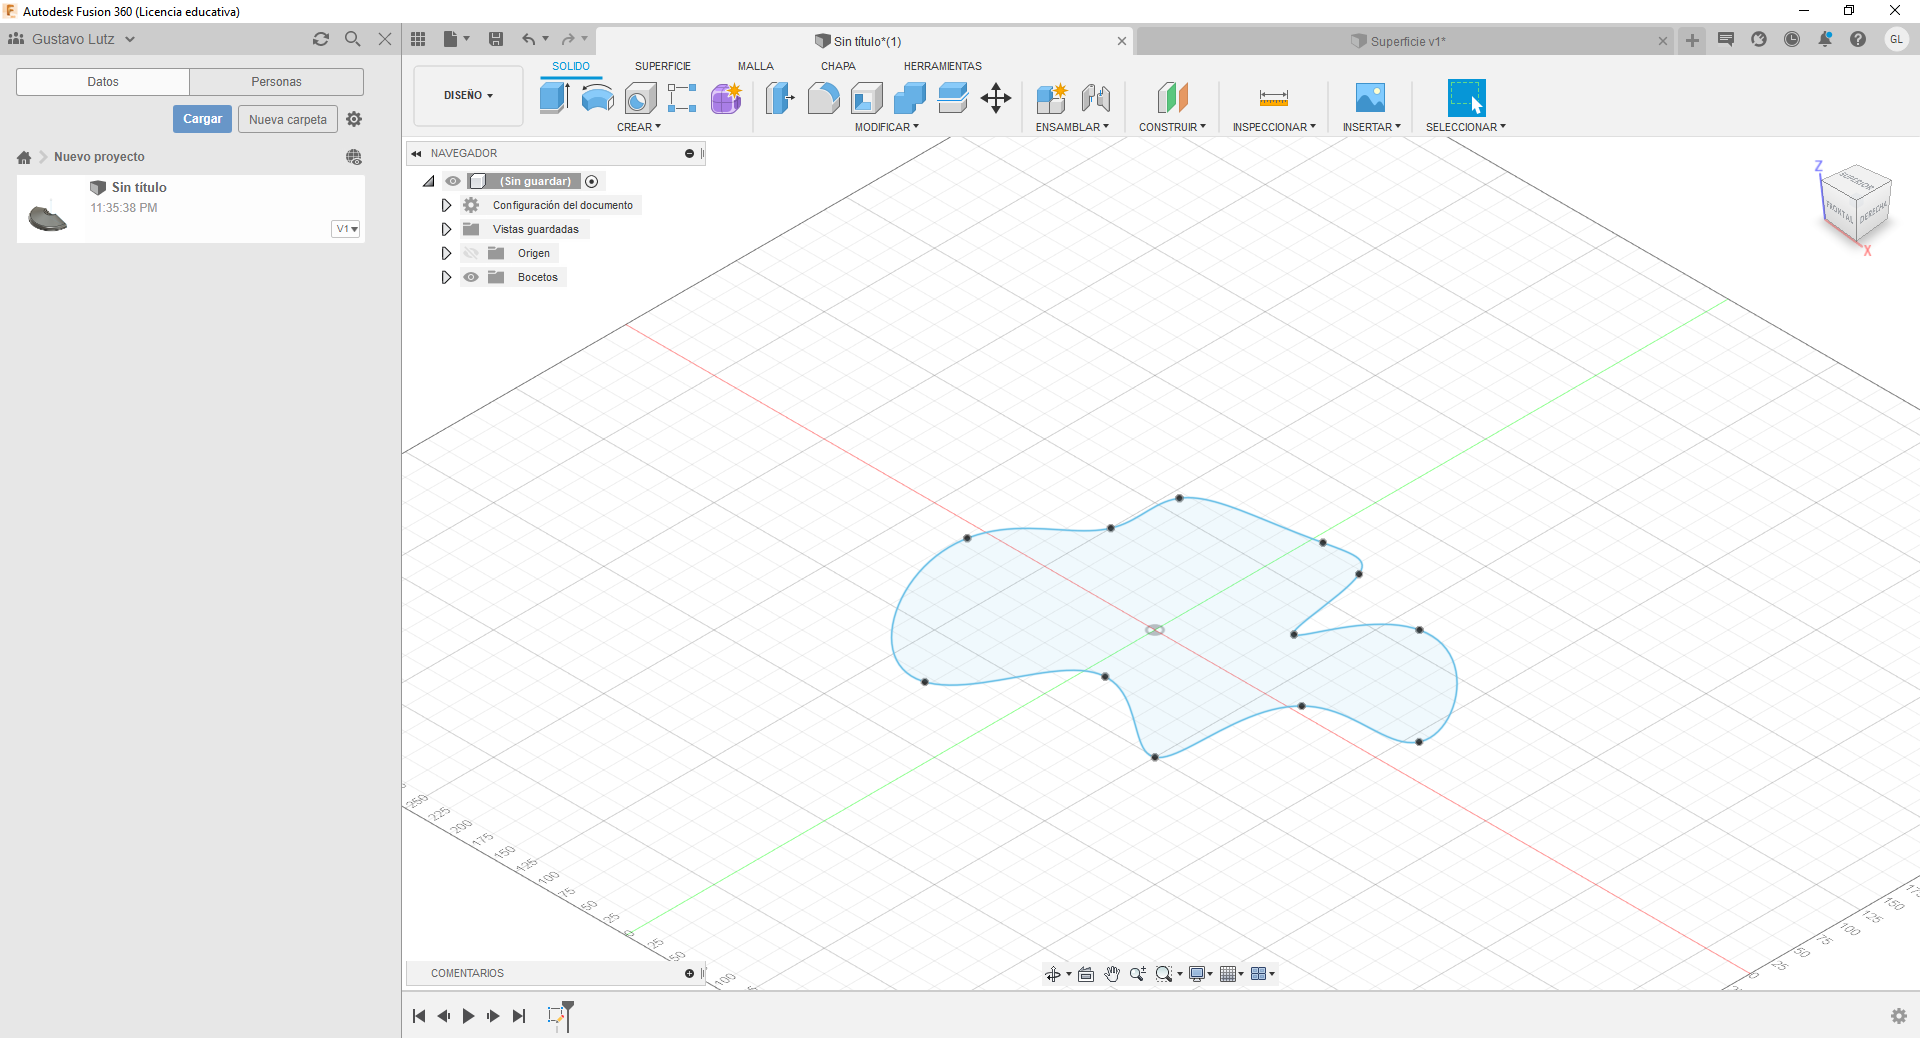 Autodesk Fusion 360 (Licencia educativa)
Gustavo Lutz
Sin título*(1)
Superficie v1*
GL
Datos
Personas
Cargar
Nueva carpeta
Nuevo proyecto
Sin título
11:35:38 PM
V1
DISEÑO
SOLIDO
SUPERFICIE
MALLA
CHAPA
HERRAMIENTAS
CREAR
MODIFICAR
ENSAMBLAR
CONSTRUIR
INSPECCIONAR
INSERTAR
SELECCIONAR
NAVEGADOR
(Sin guardar)
Configuración del documento
Vistas guardadas
Origen
Bocetos
Z
SUPERIOR
FRONTAL
DERECHA
X
250
225
200
175
150
125
100
75
50
25
0
25
50
100
0
25
50
75
100
125
150
COMENTARIOS